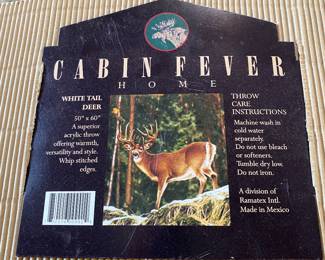 CABIN FEVER
HOME
WHITE TAIL
DEER
50" x 60"
A superior
acrylic throw
offering warmth,
versatility and style.
Whip stitched
edges.
THROW
CARE
INSTRUCTIONS
Machine wash in
cold water
separately.
Do not use bleach
or softeners.
Tumble dry low.
Do not iron.
A division of
Ramatex Intl.
Made in Mexico